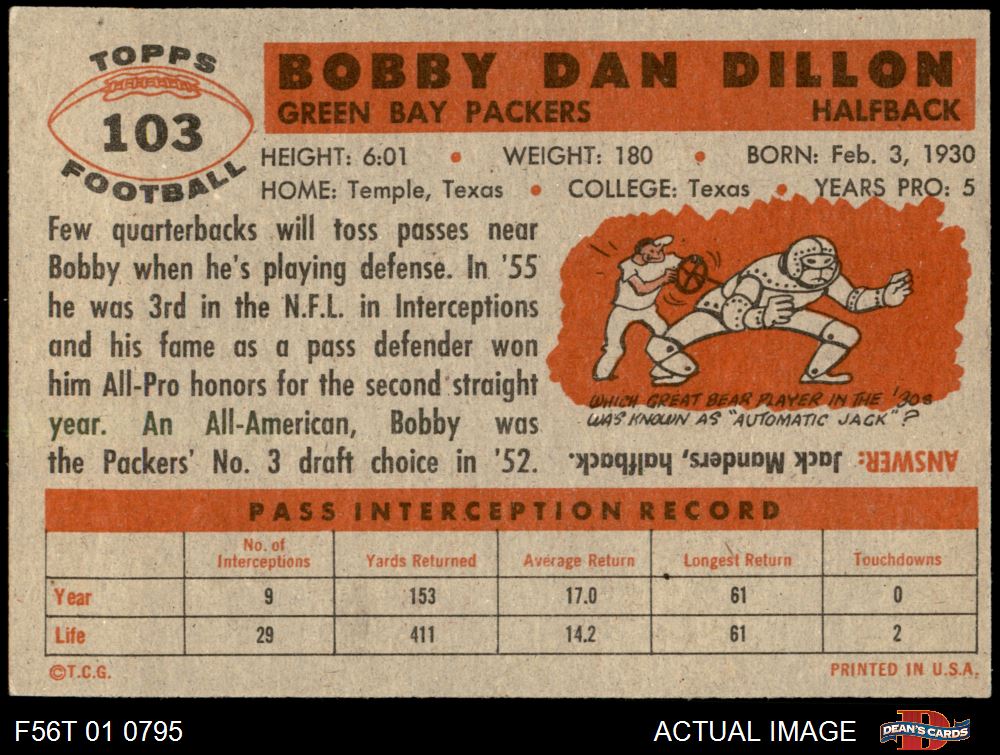 TOPPS
103
FOOTBALL
BOBBY DAN DILLON
GREEN BAY PACKERS HALFBACK
HEIGHT: 6:01 • WEIGHT: 180 • BORN: Feb. 3, 1930
HOME: Temple, Texas • COLLEGE: Texas • YEARS PRO: 5
Few quarterbacks will toss passes near
Bobby when he's playing defense. In '55
he was 3rd in the N.F.L. in Interceptions
and his fame as a pass defender won
him All-Pro honors for the second straight
year. An All-American, Bobby was
the Packers' No. 3 draft choice in '52.
WHICH GREAT BEAR PLAYER IN THE '30s
WAS KNOWN AS "AUTOMATIC JACK"?
ANSWER: Jack Manders, halfback.
PASS INTERCEPTION RECORD
No. of
Interceptions Yards Returned Average Return Longest Return Touchdowns
Year 9 153 17.0 61 0
Life 29 411 14.2 61 2
©T.C.G. PRINTED IN U.S.A.
F56T 01 0795 ACTUAL IMAGE DEAN'S CARDS